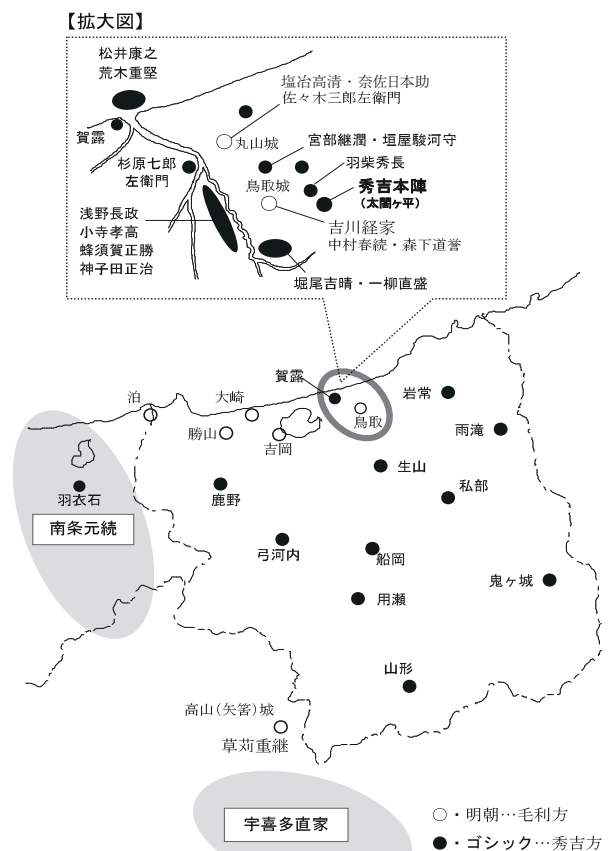 【拡大図】
松井康之
荒木重堅
塩冶高清・奈佐日本助
佐々木三郎左衛門
賀露
丸山城
宮部継潤・垣屋駿河守
杉原七郎
左衛門
羽柴秀長
鳥取城
秀吉本陣
(太閤ヶ平)
浅野長政
小寺孝高
蜂須賀正勝
神子田正治
吉川経家
中村春続・森下道誉
堀尾吉晴・一柳直盛
賀露
岩常
泊
大崎
鳥取
勝山
吉岡
雨滝
生山
私部
羽衣石
鹿野
南条元続
弓河内
船岡
鬼ヶ城
用瀬
山形
高山(矢筈)城
草苅重継
宇喜多直家
○・明朝…毛利方
●・ゴシック…秀吉方